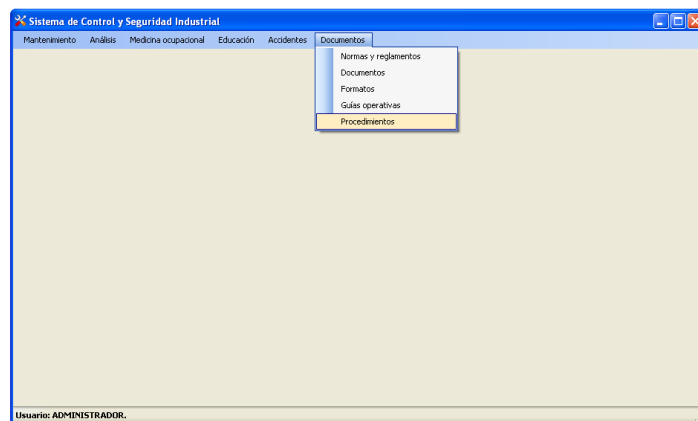 Sistema de Control y Seguridad Industrial
Mantenimiento Análisis Medicina ocupacional Educación Accidentes Documentos
Normas y reglamentos
Documentos
Formatos
Guías operativas
Procedimientos
Usuario: ADMINISTRADOR.